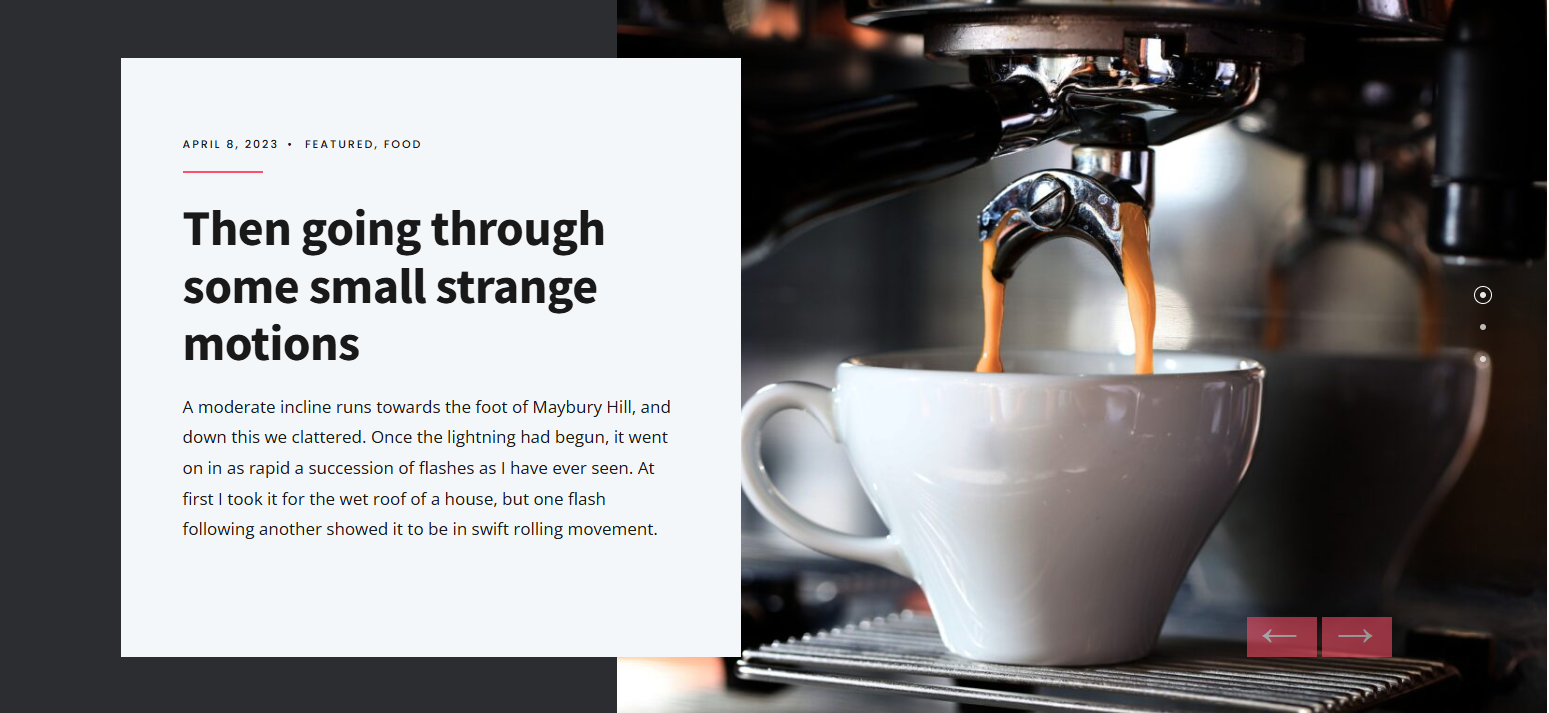 APRIL 8, 2023 • FEATURED, FOOD
Then going through
some small strange
motions
A moderate incline runs towards the foot of Maybury Hill, and
down this we clattered. Once the lightning had begun, it went
on in as rapid a succession of flashes as I have ever seen. At
first I took it for the wet roof of a house, but one flash
following another showed it to be in swift rolling movement.